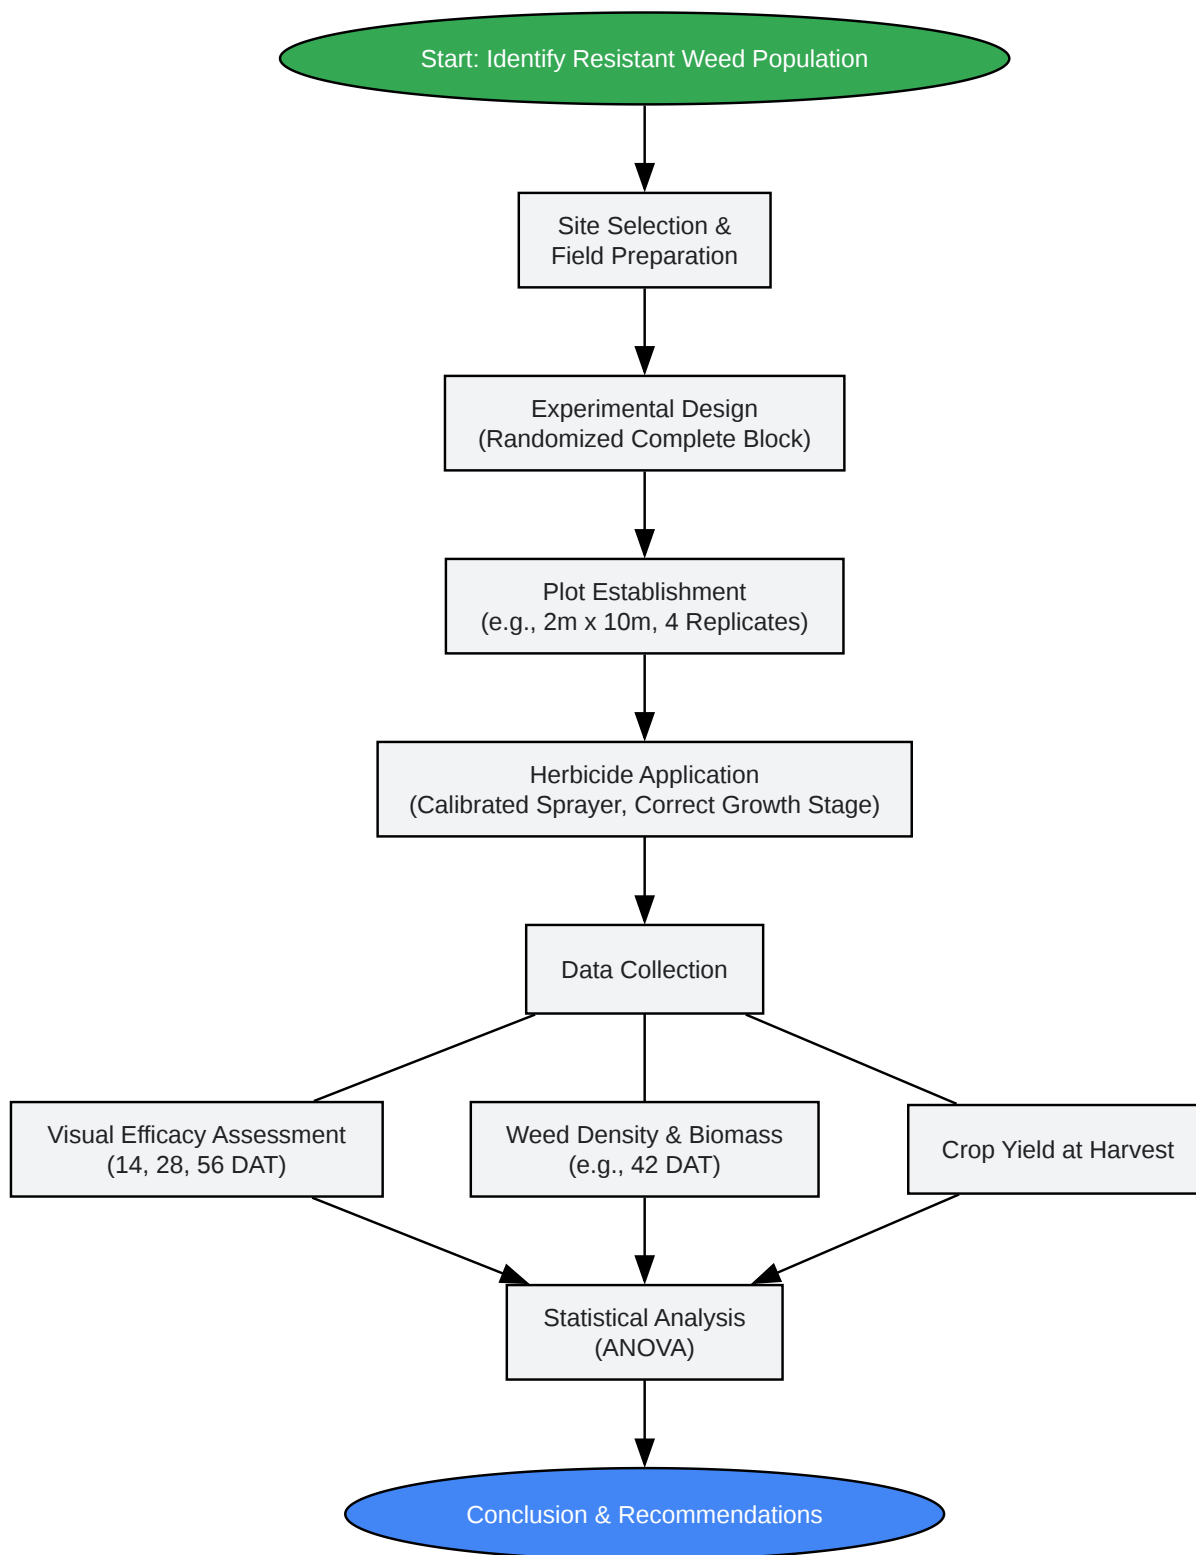 Start: Identify Resistant Weed Population
Site Selection &
Field Preparation
Experimental Design
(Randomized Complete Block)
Plot Establishment
(e.g., 2m x 10m, 4 Replicates)
Herbicide Application
(Calibrated Sprayer, Correct Growth Stage)
Data Collection
Visual Efficacy Assessment
(14, 28, 56 DAT)
Weed Density & Biomass
(e.g., 42 DAT)
Crop Yield at Harvest
Statistical Analysis
(ANOVA)
Conclusion & Recommendations